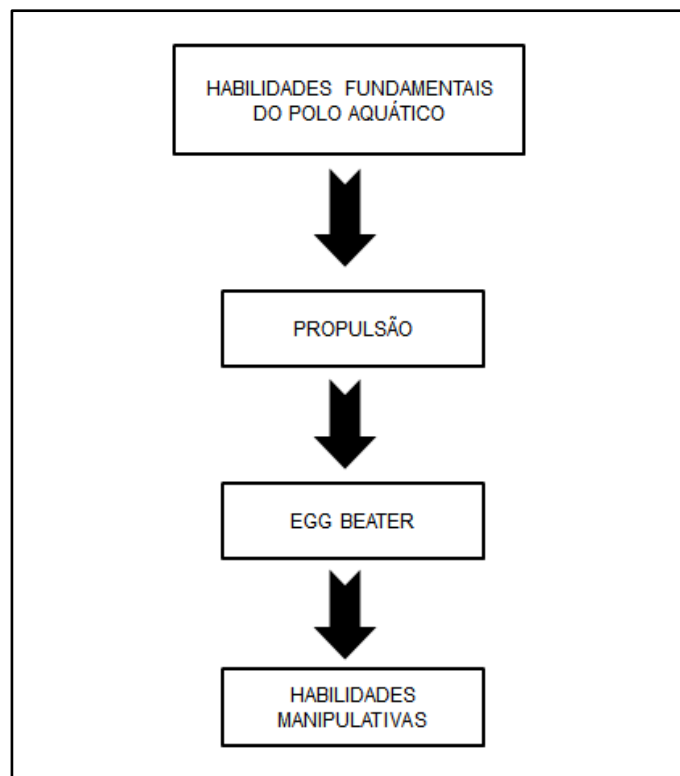 HABILIDADES FUNDAMENTAIS
DO POLO AQUÁTICO
PROPULSÃO
EGG BEATER
HABILIDADES
MANIPULATIVAS